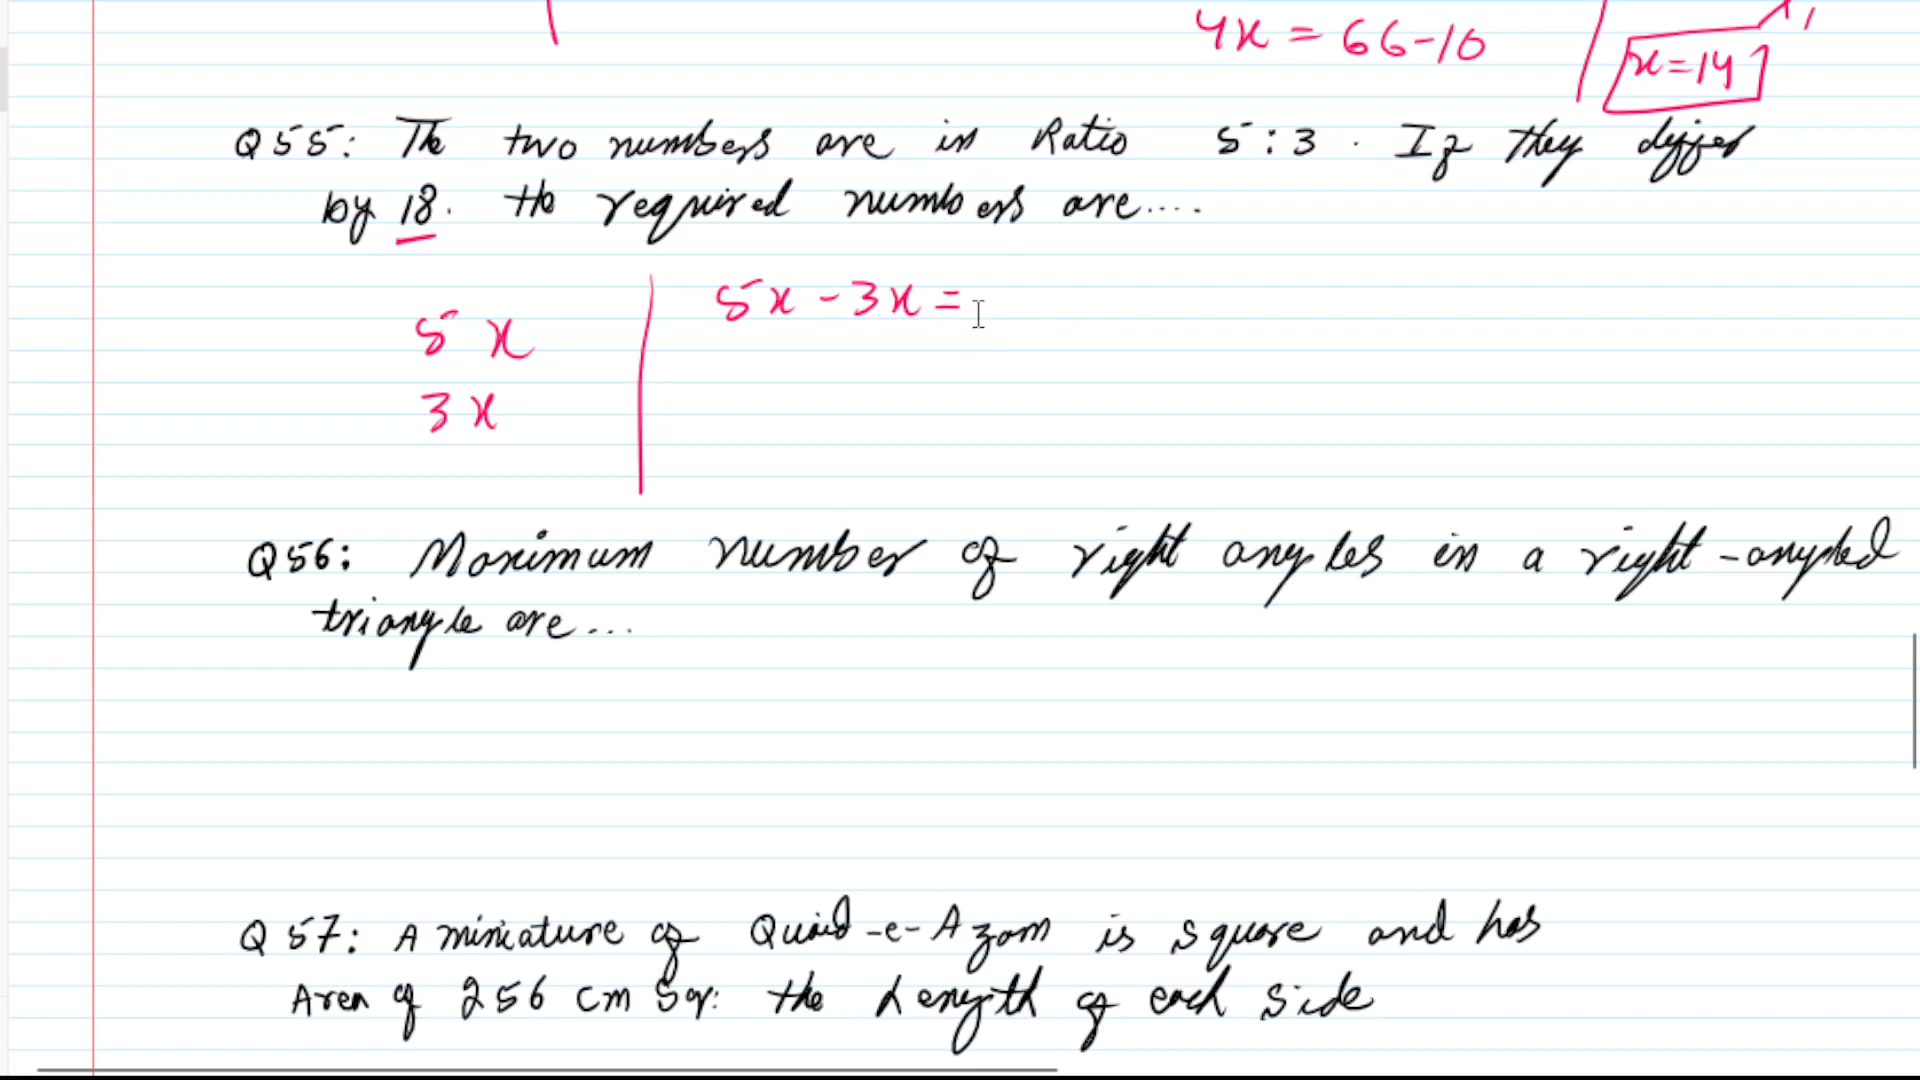 4x = 66-10
x=14
Q55: The two numbers are in Ratio 5:3. If they differ
by 18. the required numbers are....
5x
3x
5x - 3x =
Q56: Maximum number of right angles in a right-angled
triangle are...
Q57: A miniature of Quaid-e-Azam is square and has
Area of 256 cm Sqr: the Length of each side